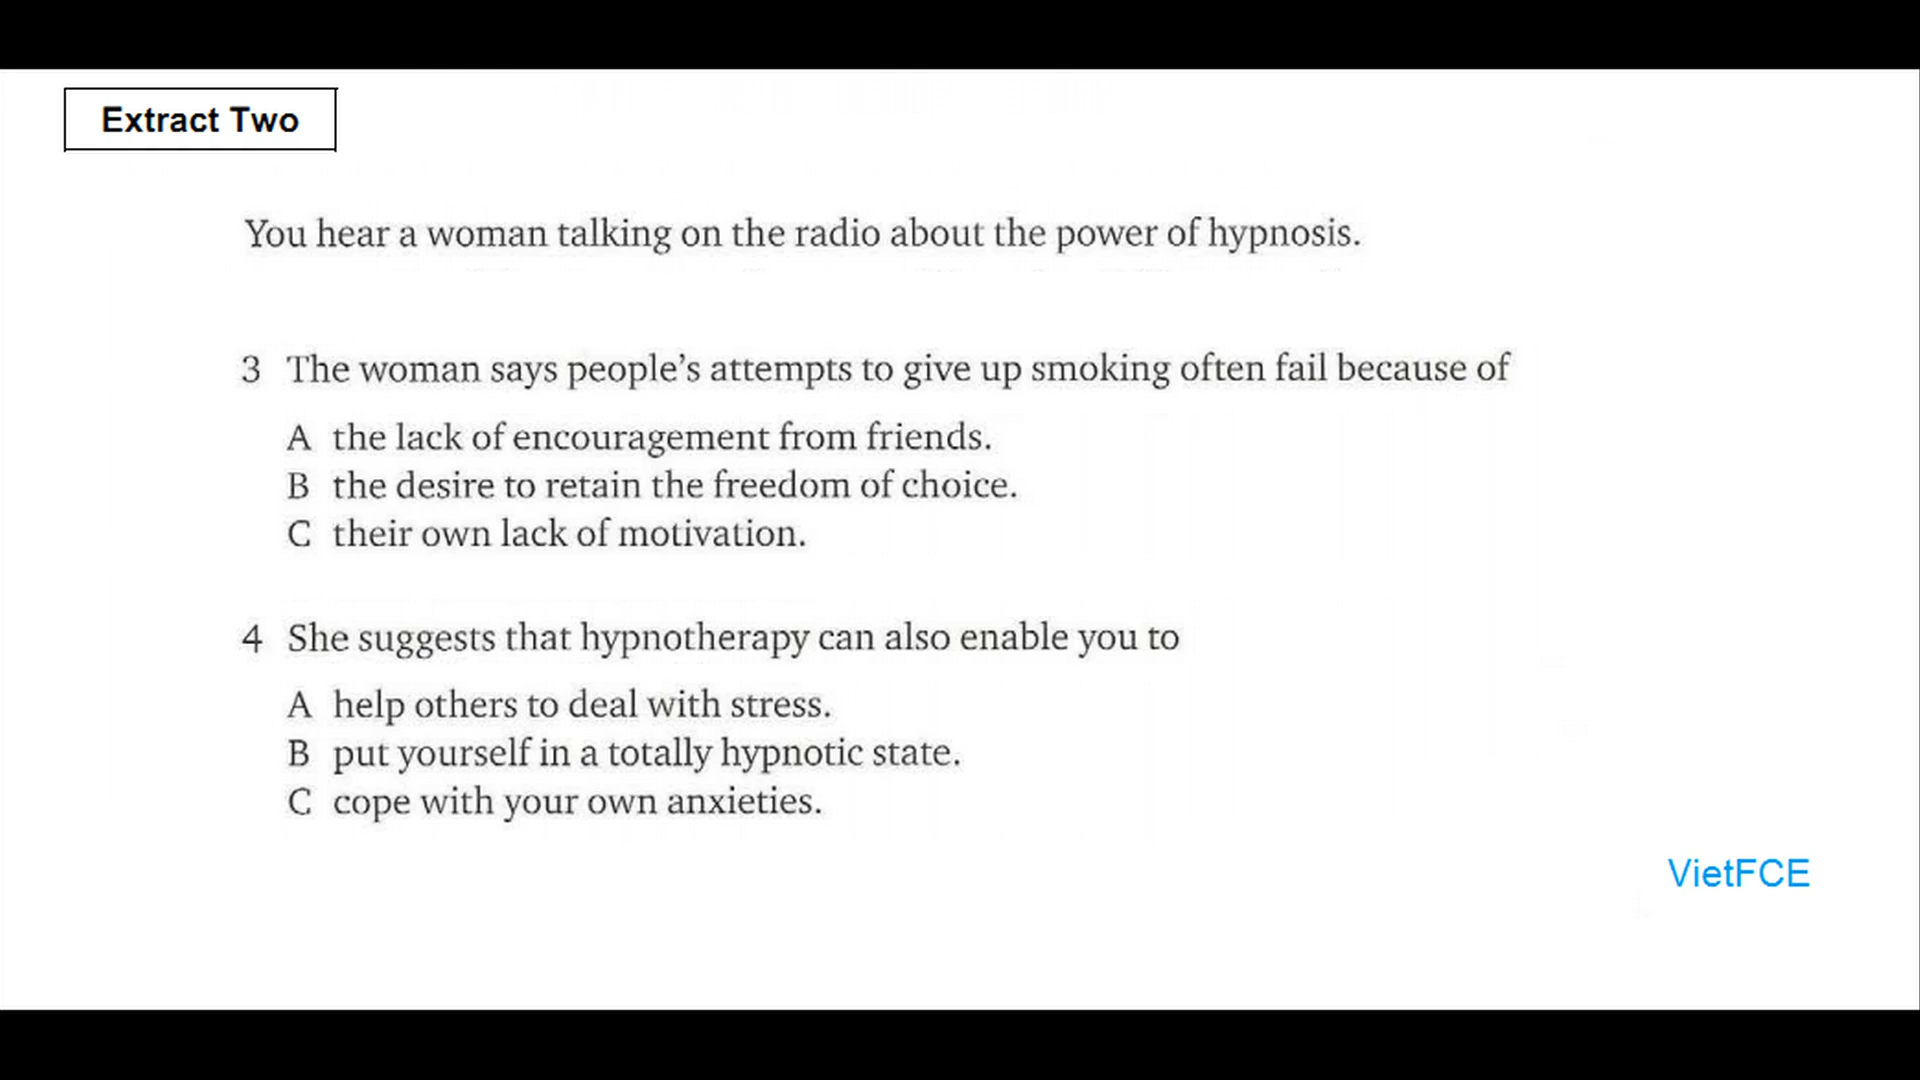 Extract Two
You hear a woman talking on the radio about the power of hypnosis.
3 The woman says people's attempts to give up smoking often fail because of
A the lack of encouragement from friends.
B the desire to retain the freedom of choice.
C their own lack of motivation.
4 She suggests that hypnotherapy can also enable you to
A help others to deal with stress.
B put yourself in a totally hypnotic state.
C cope with your own anxieties.
VietFCE